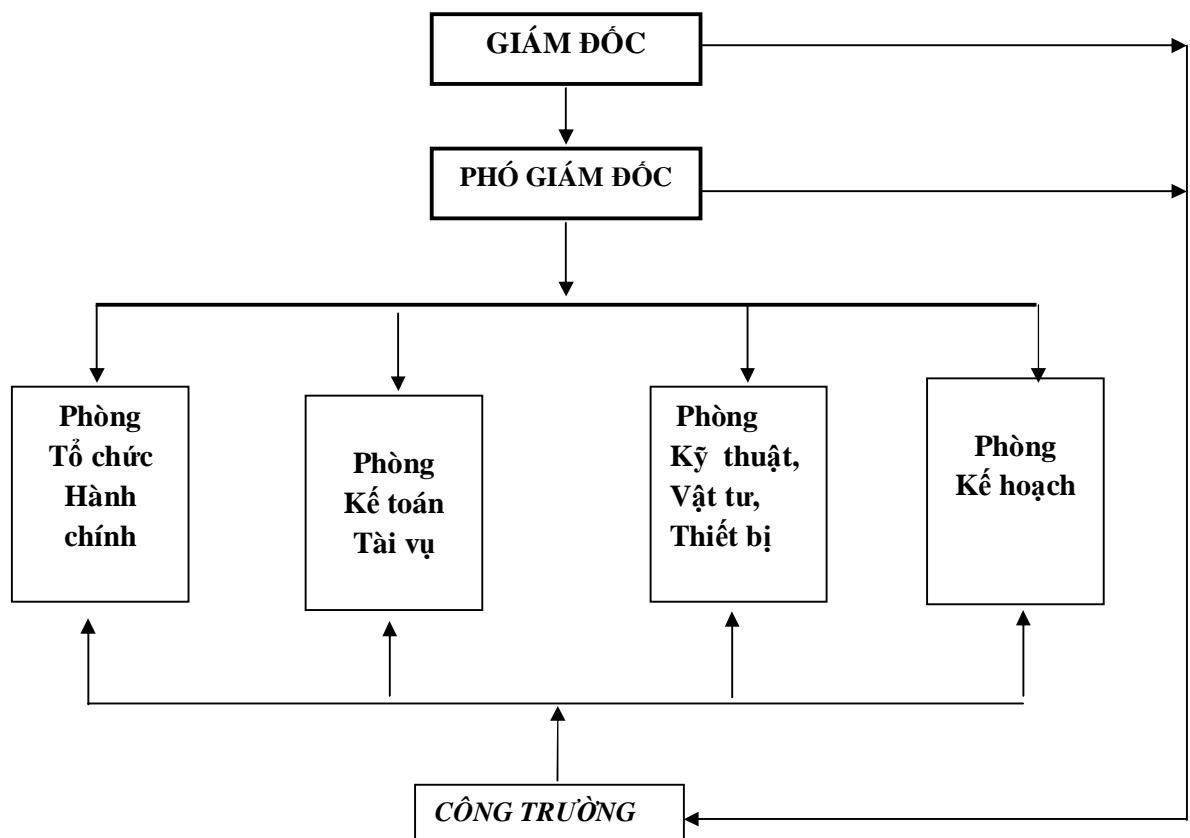 GIÁM ĐỐC
PHÓ GIÁM ĐỐC
Phòng
Tổ chức
Hành
chính
Phòng
Kế toán
Tài vụ
Phòng
Kỹ thuật,
Vật tư,
Thiết bị
Phòng
Kế hoạch
CÔNG TRƯỜNG